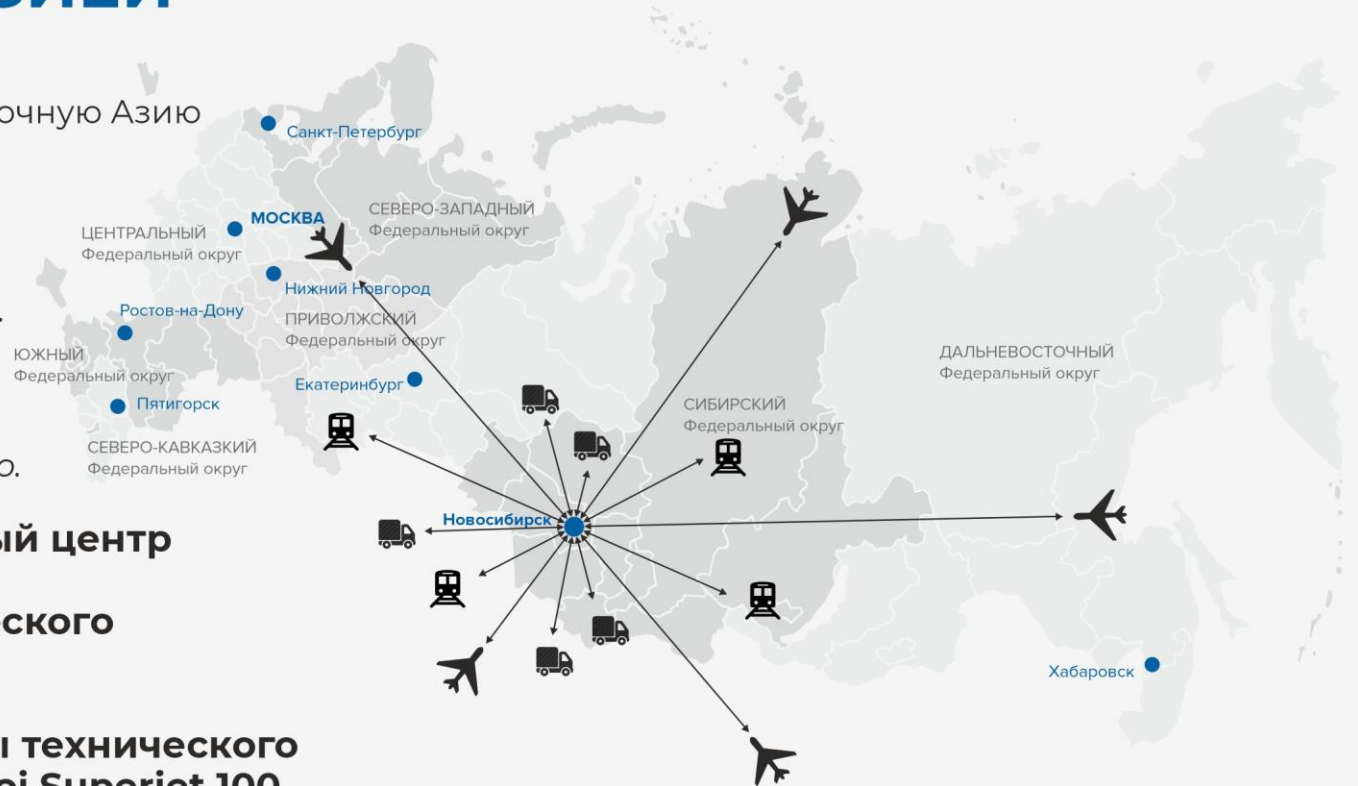 очную Азию
Санкт-Петербург
МОСКВА
СЕВЕРО-ЗАПАДНЫЙ
Федеральный округ
ЦЕНТРАЛЬНЫЙ
Федеральный округ
Нижний Новгород
Ростов-на-Дону
ПРИВОЛЖСКИЙ
Федеральный округ
ЮЖНЫЙ
Федеральный округ
Екатеринбург
Пятигорск
СЕВЕРО-КАВКАЗКИЙ
Федеральный округ
ДАЛЬНЕВОСТОЧНЫЙ
Федеральный округ
СИБИРСКИЙ
Федеральный округ
о.
Новосибирск
ый центр
ского
Хабаровск
технического
Superjet 100